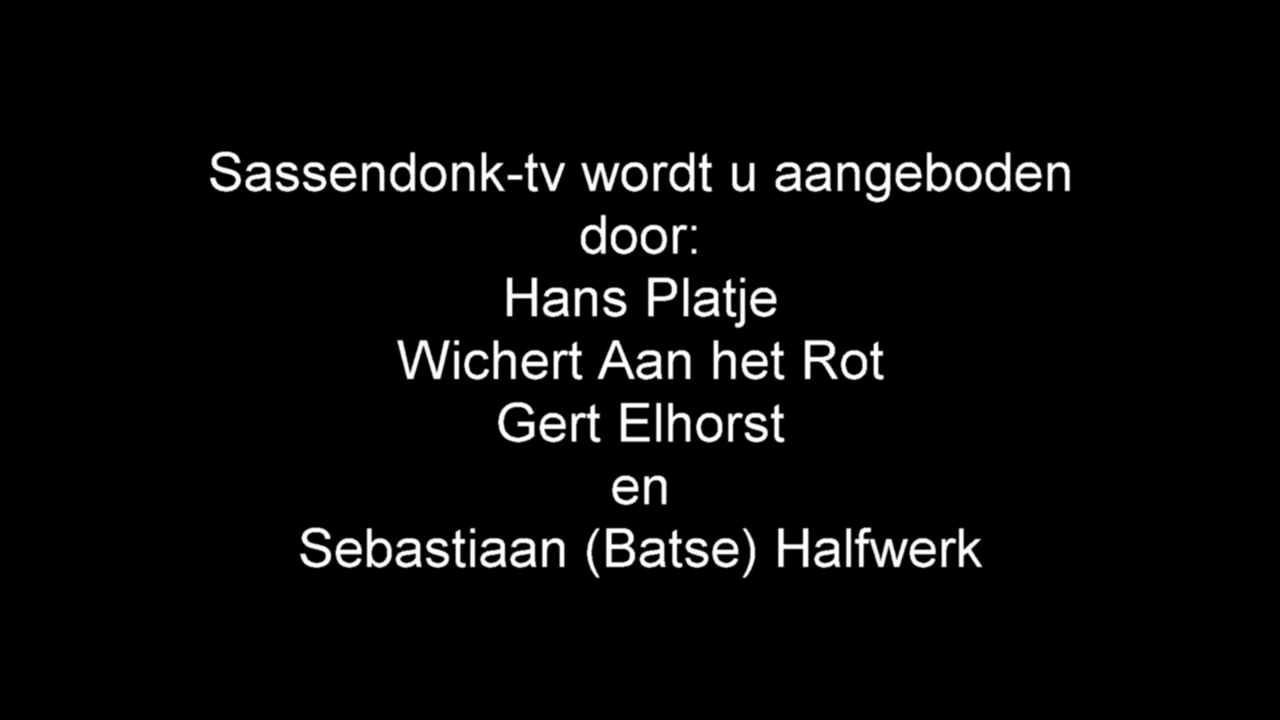 Sassendonk-tv wordt u aangeboden
door:
Hans Platje
Wichert Aan het Rot
Gert Elhorst
en
Sebastiaan (Batse) Halfwerk